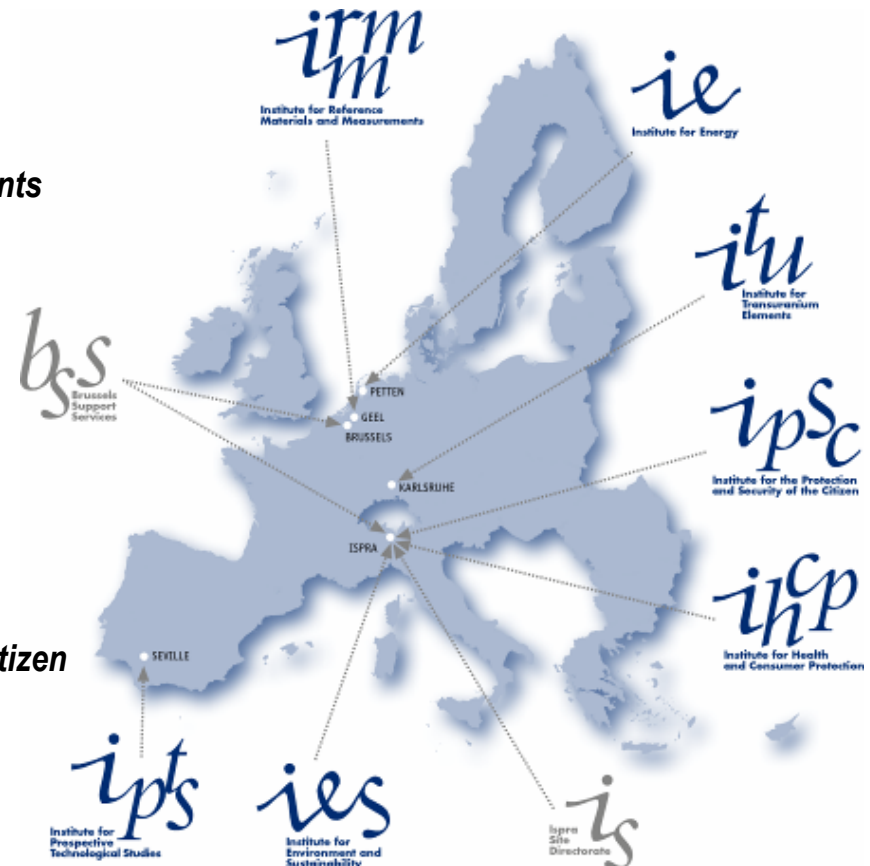 irmm
Institute for Reference
Materials and Measurements
ie
Institute for Energy
nts
itu
Institute for
Transuranium
Elements
bss
Brussels
Support
Services
PETTEN
GEEL
BRUSSELS
ipsc
Institute for the Protection
and Security of the Citizen
KARLSRUHE
ISPRA
ihcp
Institute for Health
and Consumer Protection
tizen
SEVILLE
ipts
Institute for
Prospective
Technological Studies
ies
Institute for
Environment and
Sustainability
is
Ispra
Site
Directorate